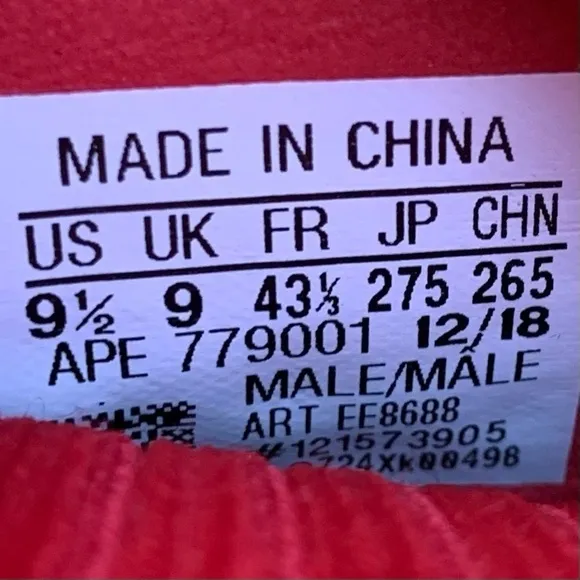 MADE IN CHINA
US UK FR JP CHN
9½ 9 43⅓ 275 265
APE 779001 12/18
MALE/MÂLE
ART EE8688
#121573905